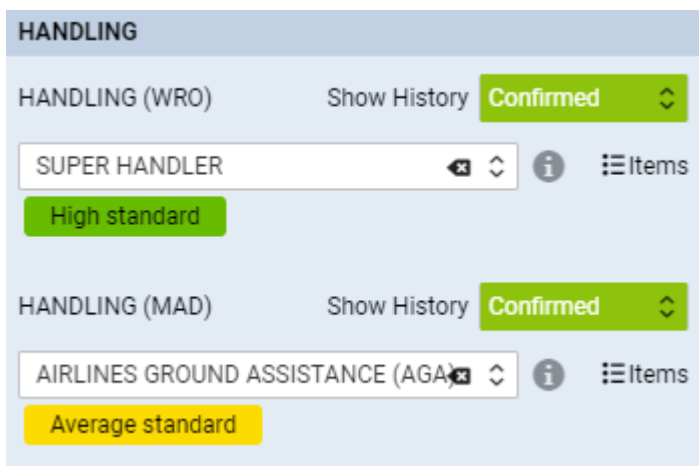 HANDLING
HANDLING (WRO) Show History Confirmed
SUPER HANDLER Items
High standard
HANDLING (MAD) Show History Confirmed
AIRLINES GROUND ASSISTANCE (AGA) Items
Average standard